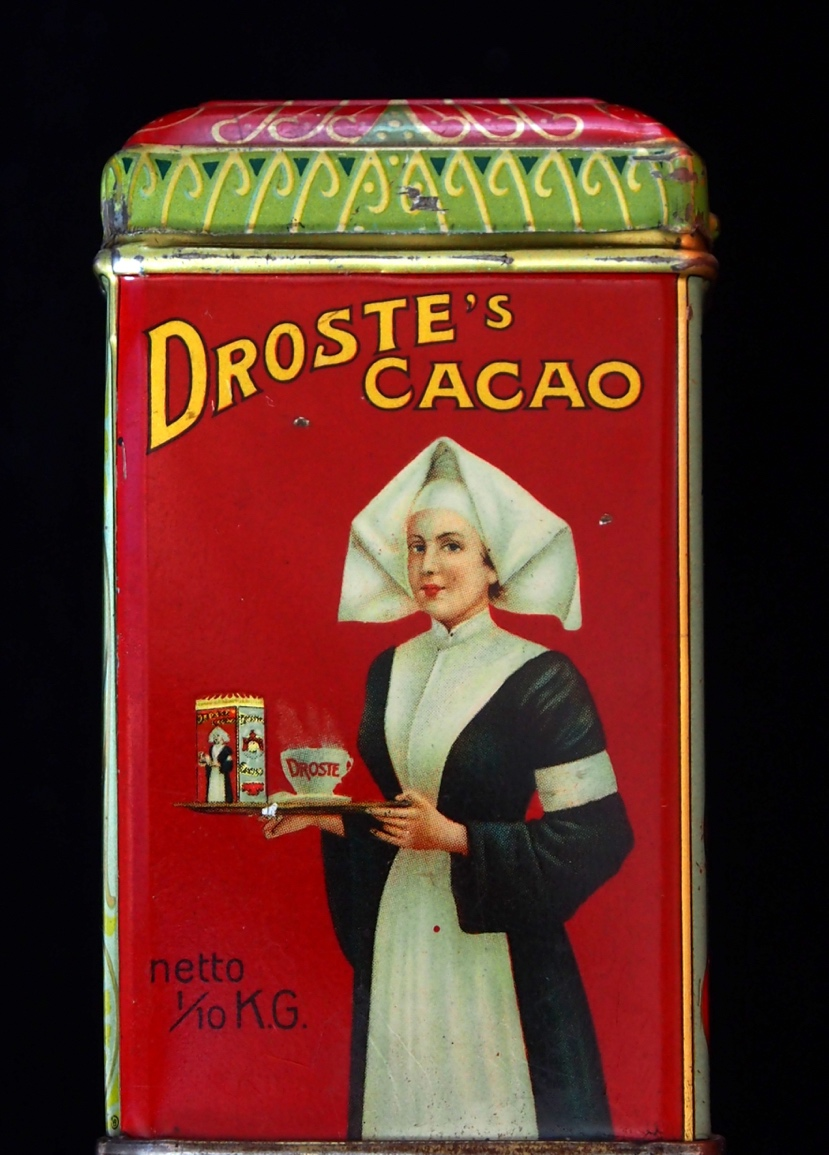 DROSTE'S
CACAO
DROSTE'
netto
1/10 K.G.